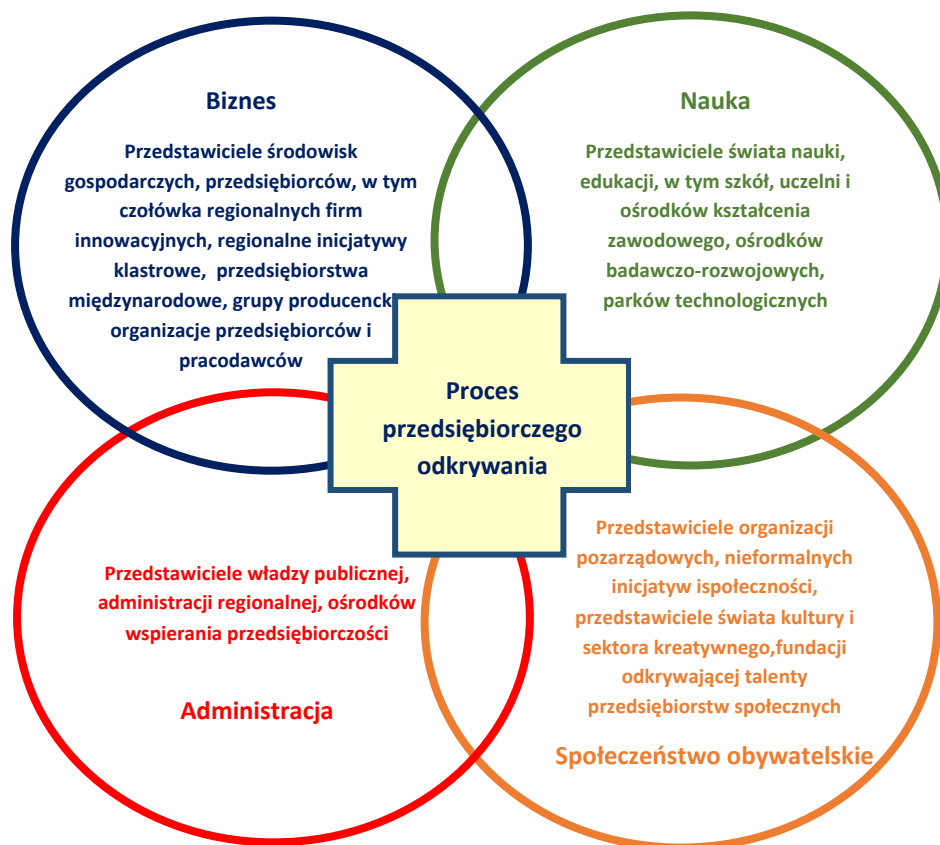 Biznes
Przedstawiciele środowisk
gospodarczych, przedsiębiorców, w tym
czołówka regionalnych firm
innowacyjnych, regionalne inicjatywy
klastrowe, przedsiębiorstwa
międzynarodowe, grupy producenck
organizacje przedsiębiorców i
pracodawców
Nauka
Przedstawiciele świata nauki,
edukacji, w tym szkół, uczelni i
ośrodków kształcenia
zawodowego, ośrodków
badawczo-rozwojowych,
parków technologicznych
Proces
przedsiębiorczego
odkrywania
Przedstawiciele władzy publicznej,
administracji regionalnej, ośrodków
wspierania przedsiębiorczości
Administracja
Przedstawiciele organizacji
pozarządowych, nieformalnych
inicjatyw ispołeczności,
przedstawiciele świata kultury i
sektora kreatywnego,fundacji
odkrywającej talenty
przedsiębiorstw społecznych
Społeczeństwo obywatelskie